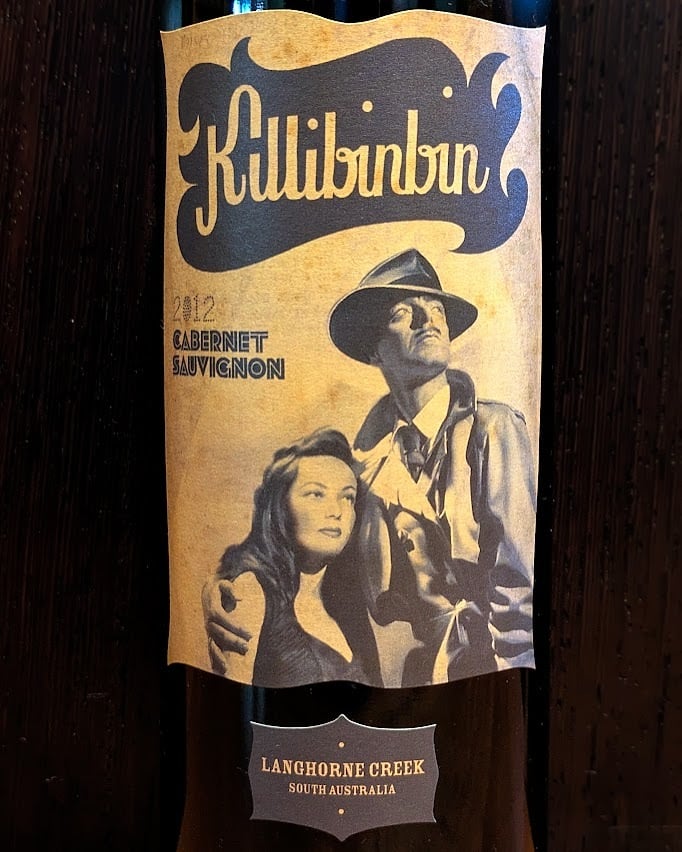 Killibinbin
2012
CABERNET
SAUVIGNON
LANGHORNE CREEK
SOUTH AUSTRALIA